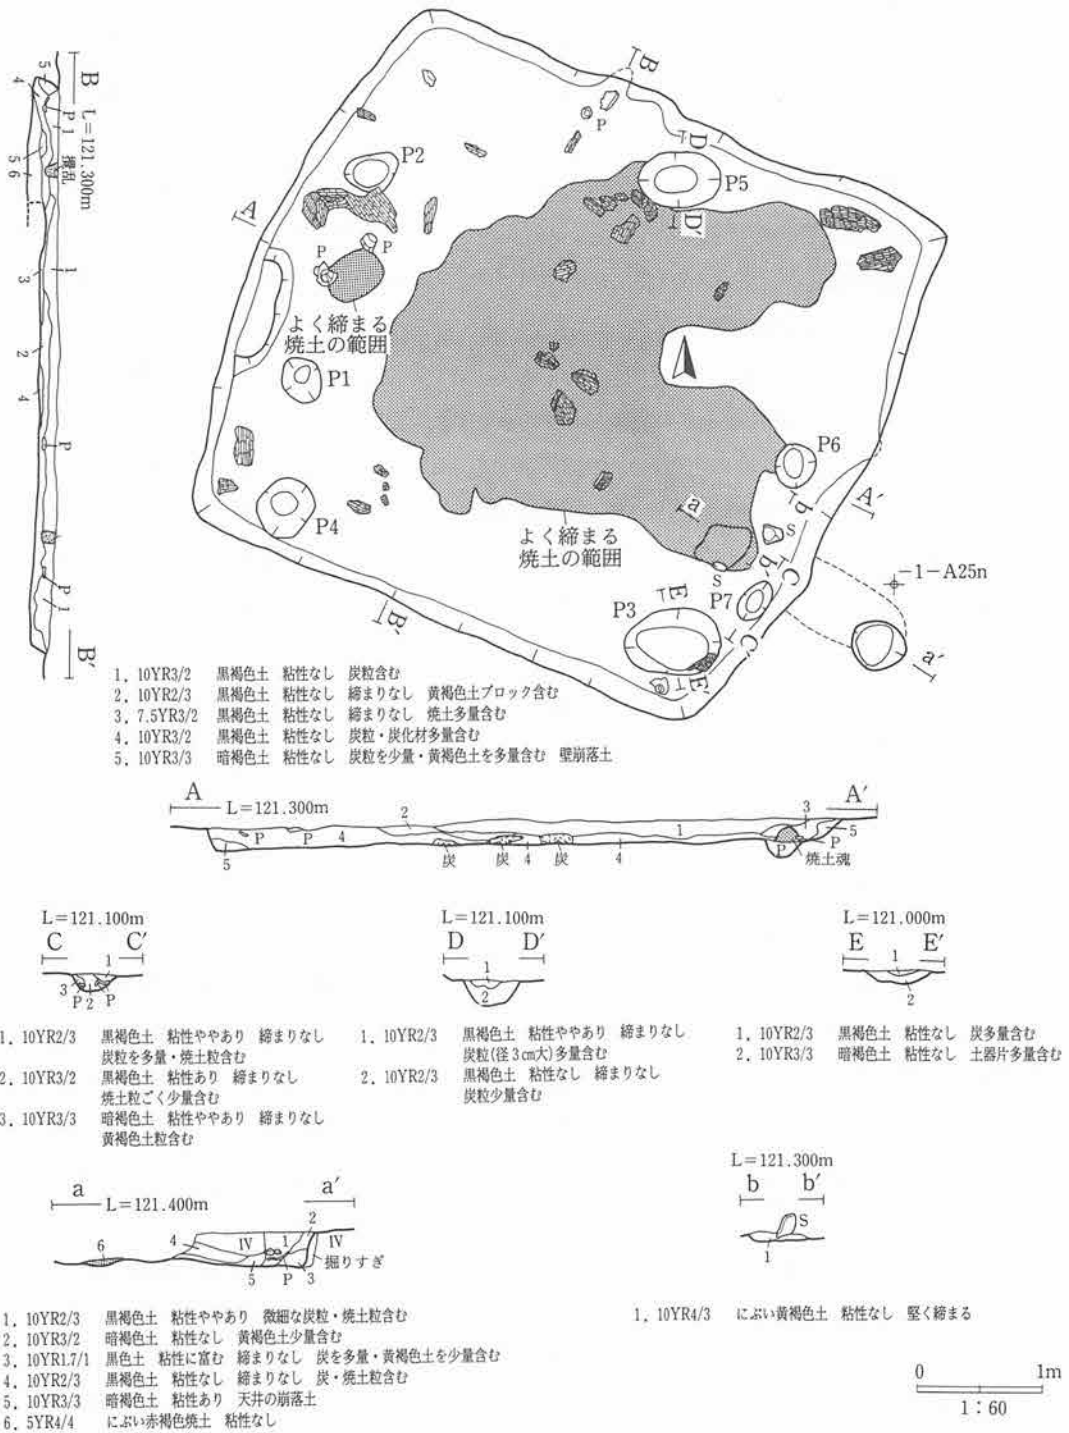 B
L=121.300m
B′
5
4
P
1
撹乱
5
6
3
1
2
4
P
P
1
B
D
P
P2
P5
D′
A
P
P
よく締まる
焼土の範囲
P1
P6
a
b
A′
S
P4
よく締まる
焼土の範囲
S
b′
C
−1−A25n
E
P7
P3
C′
B′
E′
a′
1. 10YR3/2 黒褐色土 粘性なし 炭粒含む
2. 10YR2/3 黒褐色土 粘性なし 締まりなし 黄褐色土ブロック含む
3. 7.5YR3/2 黒褐色土 粘性なし 締まりなし 焼土多量含む
4. 10YR3/2 黒褐色土 粘性なし 炭粒・炭化材多量含む
5. 10YR3/3 暗褐色土 粘性なし 炭粒を少量・黄褐色土を多量含む 壁崩落土
A L=121.300m A′
2 3
P P 4 1 5
5 炭 炭 4 炭 4 P P
焼土魂
L=121.100m
C C′
1
3
P 2 P
1. 10YR2/3 黒褐色土 粘性ややあり 締まりなし
炭粒を多量・焼土粒含む
2. 10YR3/2 黒褐色土 粘性あり 締まりなし
焼土粒ごく少量含む
3. 10YR3/3 暗褐色土 粘性ややあり 締まりなし
黄褐色土粒含む
L=121.100m
D D′
1
2
1. 10YR2/3 黒褐色土 粘性ややあり 締まりなし
炭粒(径3cm大)多量含む
2. 10YR2/3 黒褐色土 粘性なし 締まりなし
炭粒少量含む
L=121.000m
E E′
1
2
1. 10YR2/3 黒褐色土 粘性なし 炭多量含む
2. 10YR3/3 暗褐色土 粘性なし 土器片多量含む
a L=121.400m a′
2
6 4 IV 1 IV
掘りすぎ
5 P 3
1. 10YR2/3 黒褐色土 粘性ややあり 微細な炭粒・焼土粒含む
2. 10YR3/2 暗褐色土 粘性なし 黄褐色土少量含む
3. 10YR1.7/1 黒色土 粘性に富む 締まりなし 炭を多量・黄褐色土を少量含む
4. 10YR2/3 黒褐色土 粘性なし 締まりなし 炭・焼土粒含む
5. 10YR3/3 暗褐色土 粘性あり 天井の崩落土
6. 5YR4/4 にぶい赤褐色焼土 粘性なし
L=121.300m
b b′
S
1
1. 10YR4/3 にぶい黄褐色土 粘性なし 堅く締まる
0 1m
1:60